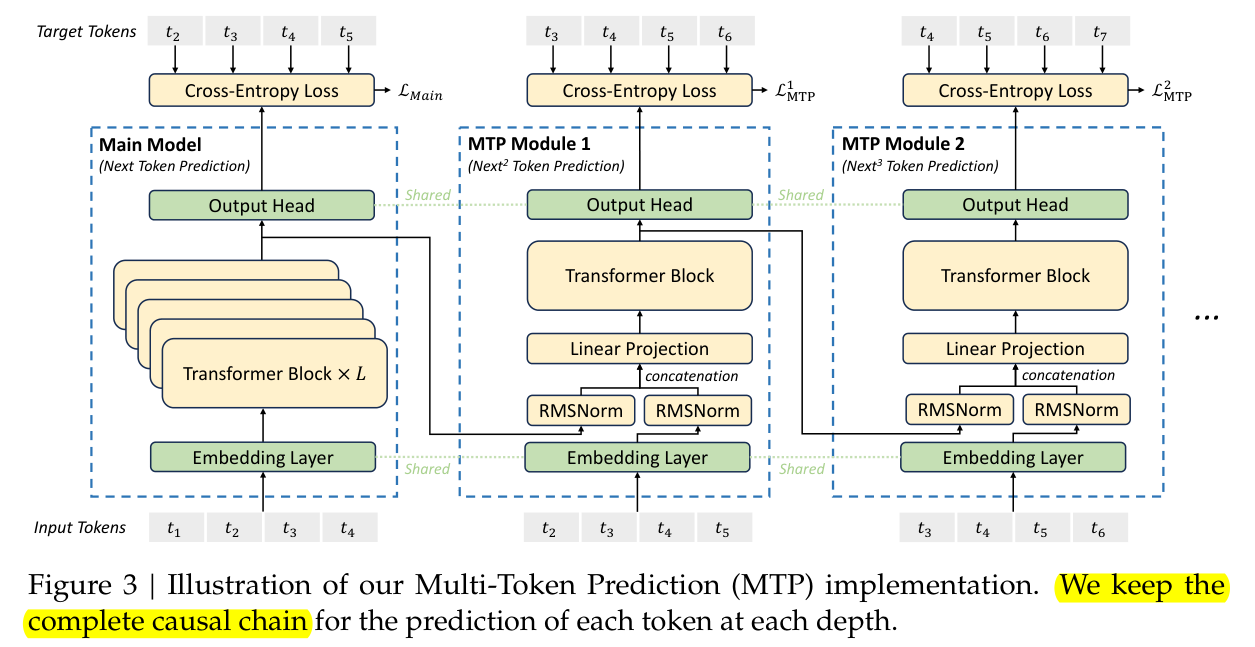 Target Tokens t₂ t₃ t₄ t₅ t₃ t₄ t₅ t₆ t₄ t₅ t₆ t₇
Cross-Entropy Loss ℒ_Main Cross-Entropy Loss ℒ¹_MTP Cross-Entropy Loss ℒ²_MTP
Main Model MTP Module 1 MTP Module 2
(Next Token Prediction) (Next² Token Prediction) (Next³ Token Prediction)
Output Head Shared Output Head Shared Output Head
Transformer Block Transformer Block
...
Linear Projection Linear Projection
Transformer Block × L concatenation concatenation
RMSNorm RMSNorm RMSNorm RMSNorm
Embedding Layer Shared Embedding Layer Shared Embedding Layer
Input Tokens t₁ t₂ t₃ t₄ t₂ t₃ t₄ t₅ t₃ t₄ t₅ t₆
Figure 3 | Illustration of our Multi-Token Prediction (MTP) implementation. We keep the
complete causal chain for the prediction of each token at each depth.